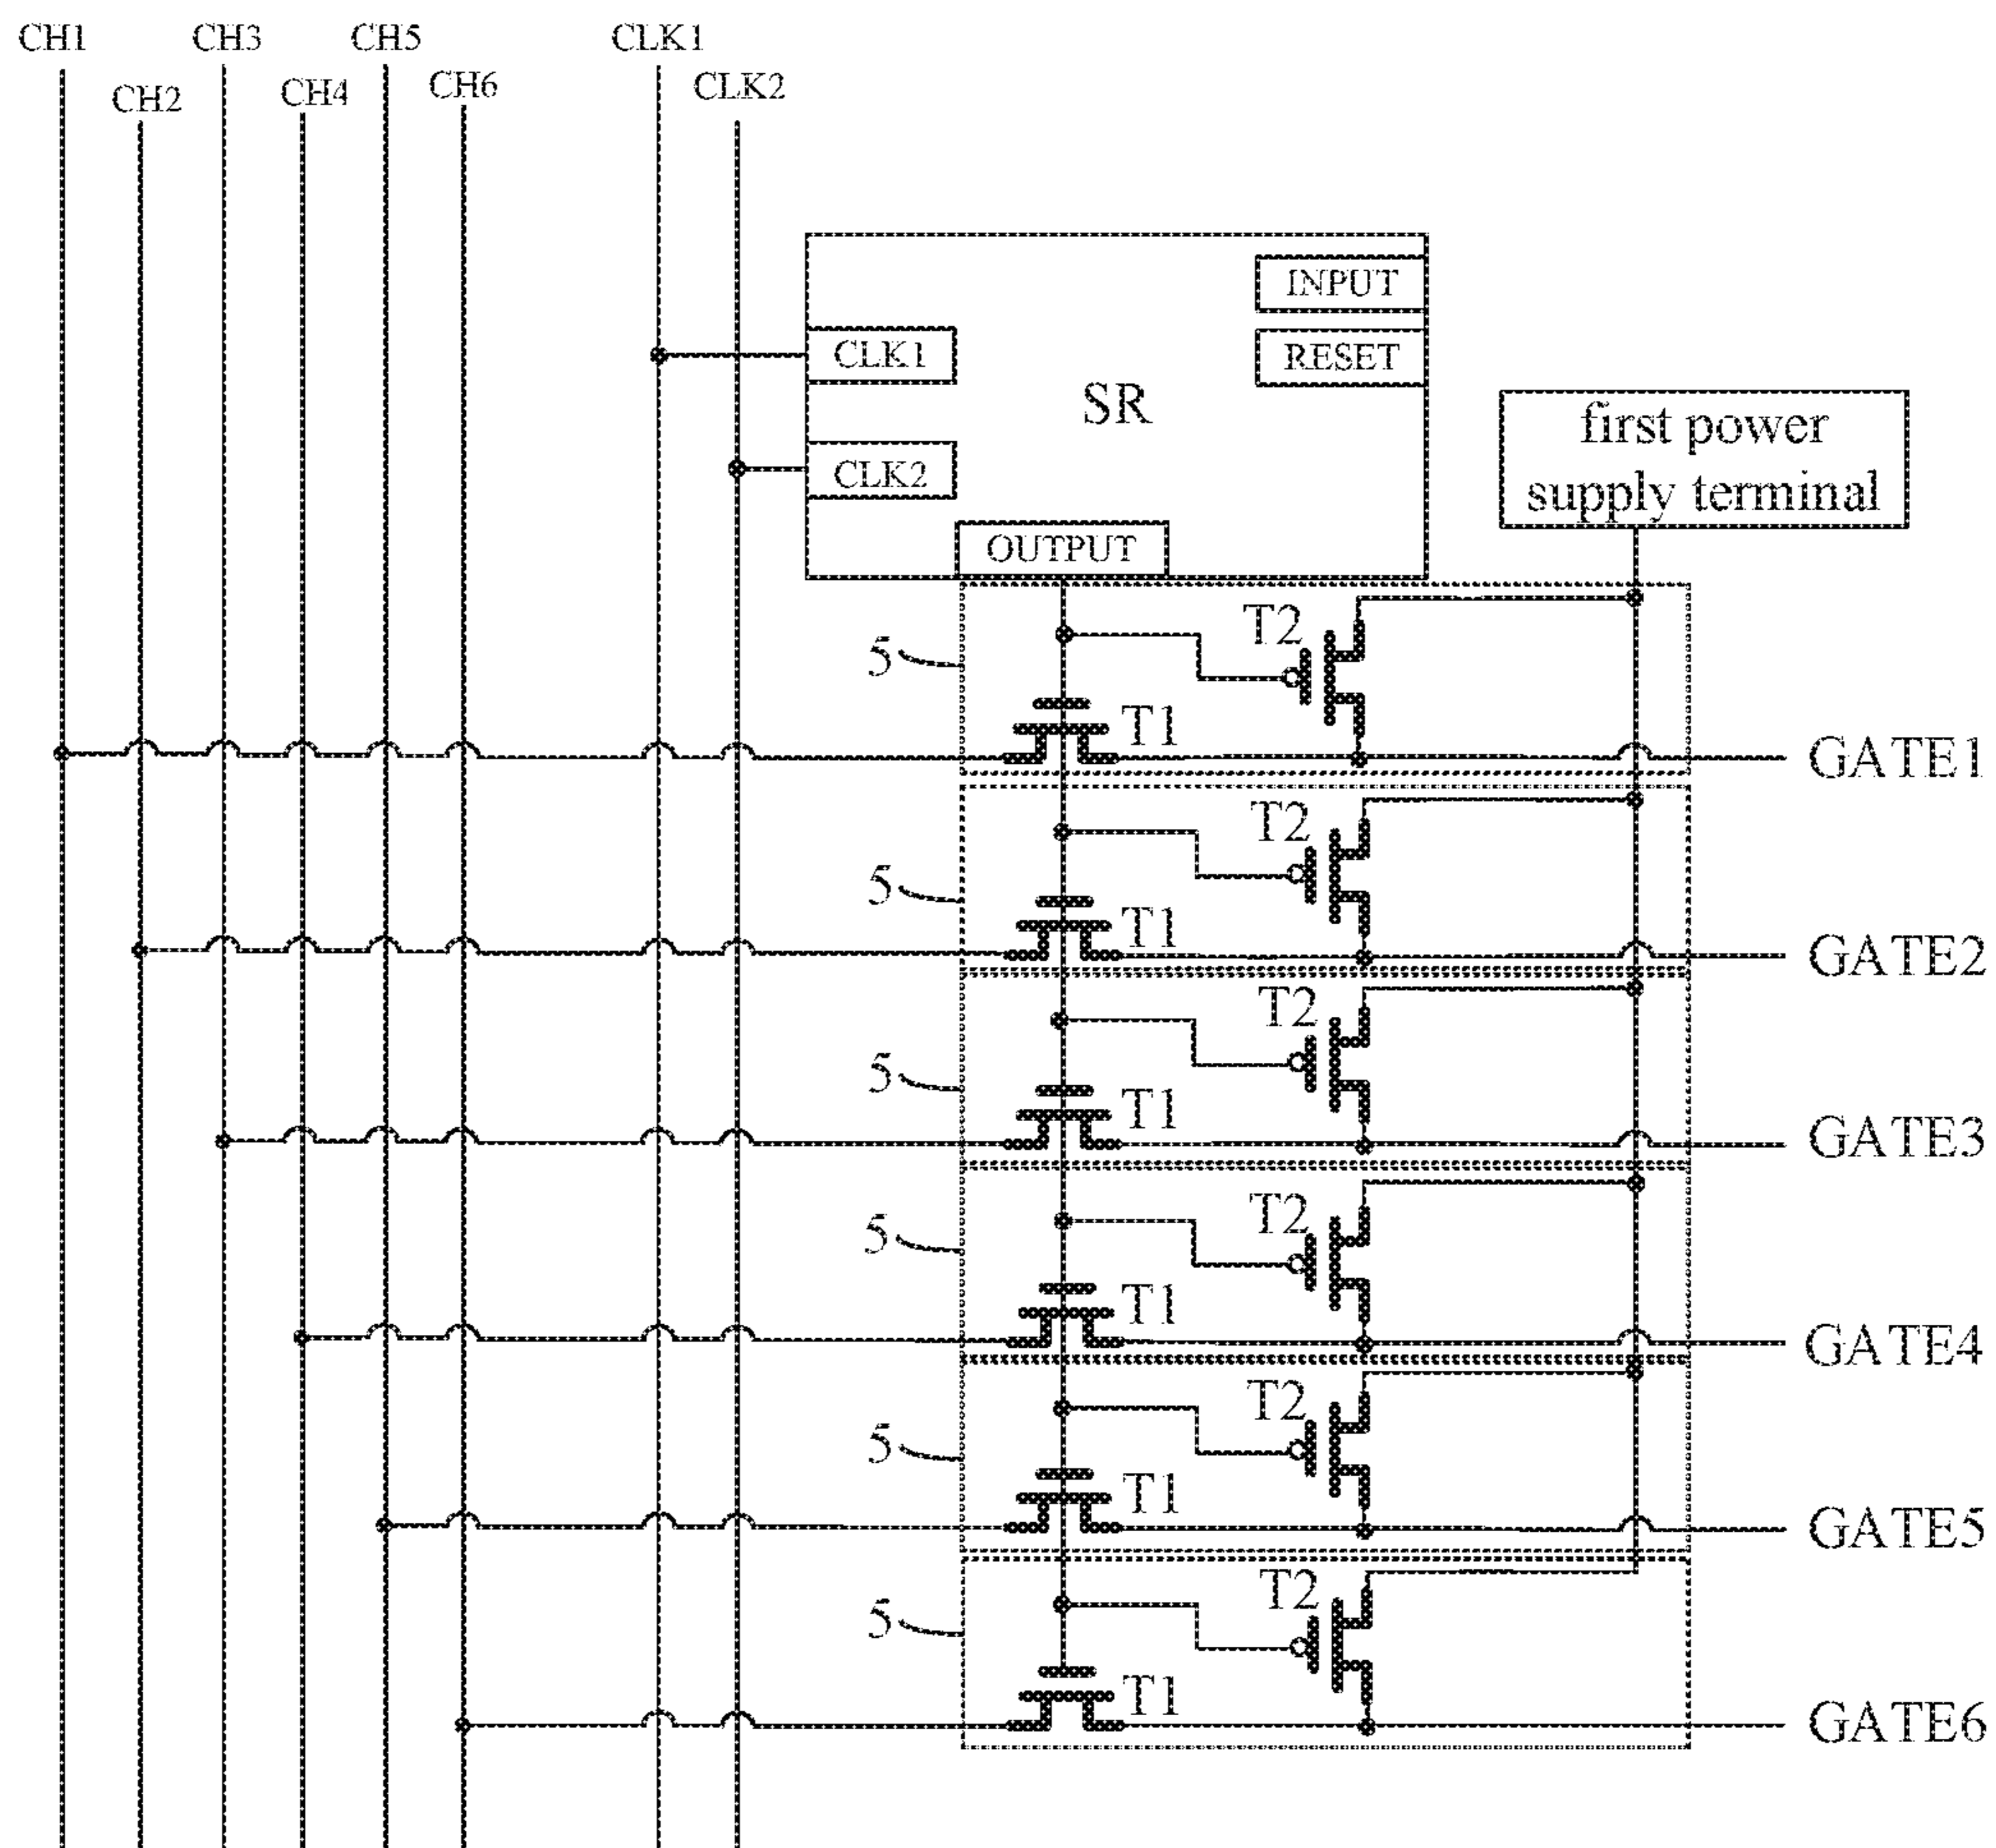 CH1
CH3
CH5
CLK1
CH2
CH4
CH6
CLK2
INPUT
CLK1
RESET
SR
first power
supply terminal
CLK2
OUTPUT
T2
5
T1
GATE1
T2
5
T1
GATE2
T2
5
T1
GATE3
T2
5
T1
GATE4
T2
5
T1
GATE5
T2
5
T1
GATE6